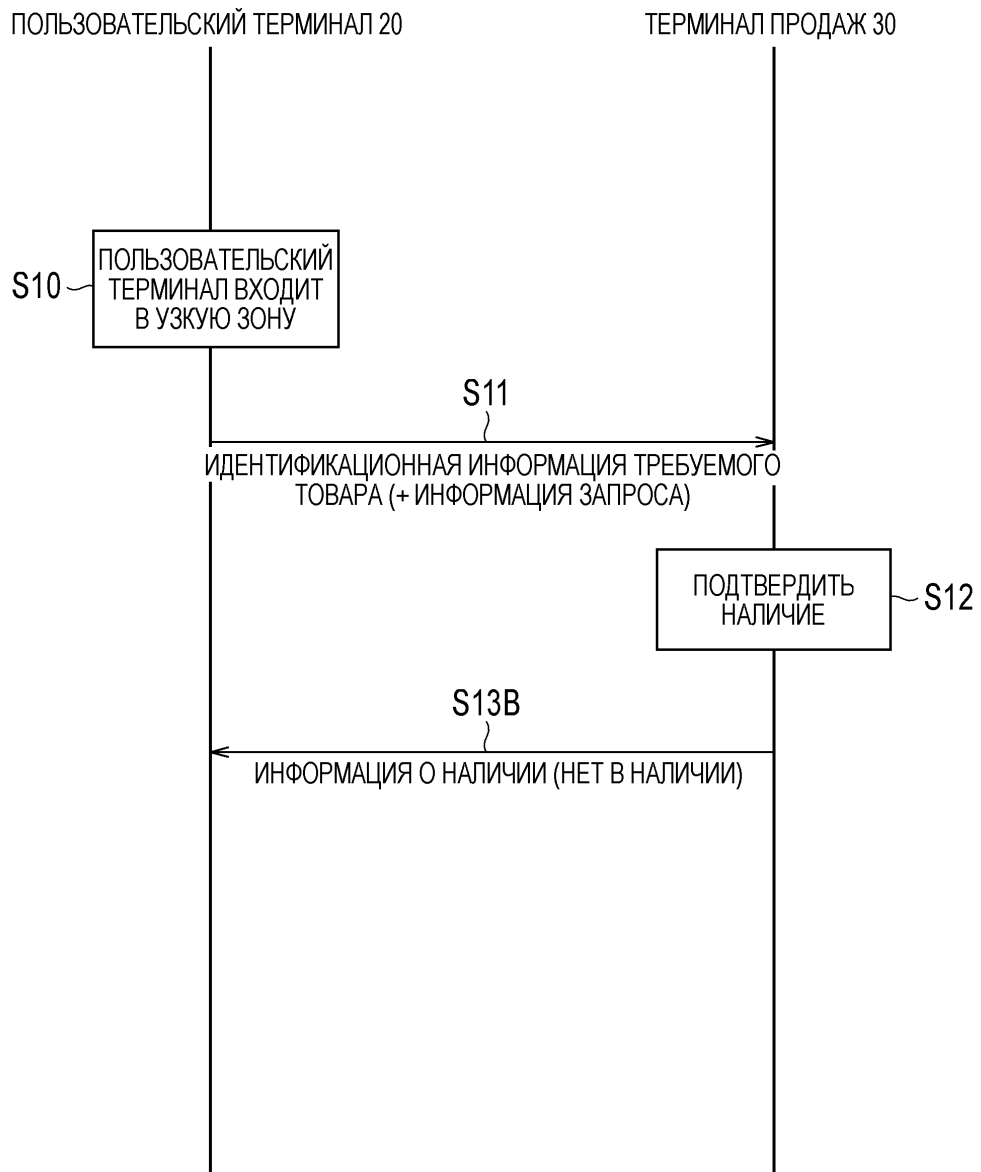 ПОЛЬЗОВАТЕЛЬСКИЙ ТЕРМИНАЛ 20
ТЕРМИНАЛ ПРОДАЖ 30
S10
ПОЛЬЗОВАТЕЛЬСКИЙ
ТЕРМИНАЛ ВХОДИТ
В УЗКУЮ ЗОНУ
S11
ИДЕНТИФИКАЦИОННАЯ ИНФОРМАЦИЯ ТРЕБУЕМОГО
ТОВАРА (+ ИНФОРМАЦИЯ ЗАПРОСА)
ПОДТВЕРДИТЬ
НАЛИЧИЕ
S12
S13B
ИНФОРМАЦИЯ О НАЛИЧИИ (НЕТ В НАЛИЧИИ)